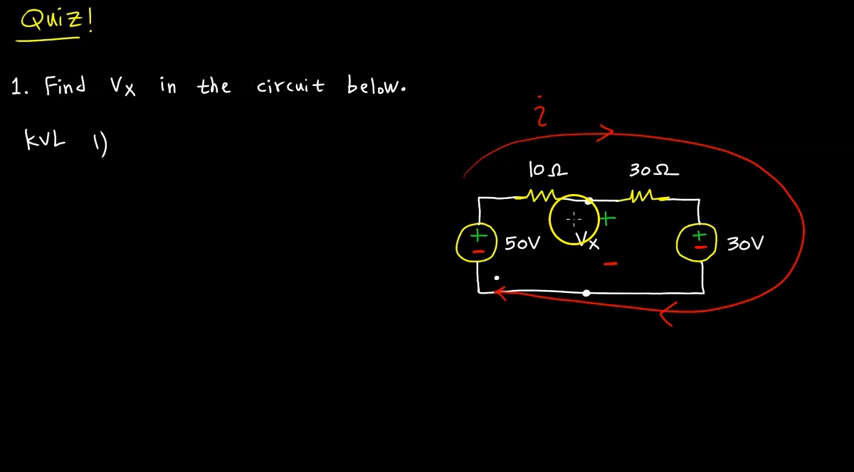 Quiz!
1. Find Vx in the circuit below.
KVL 1)
i
10Ω 30Ω
+
+ 50V Vx + 30V
- - -